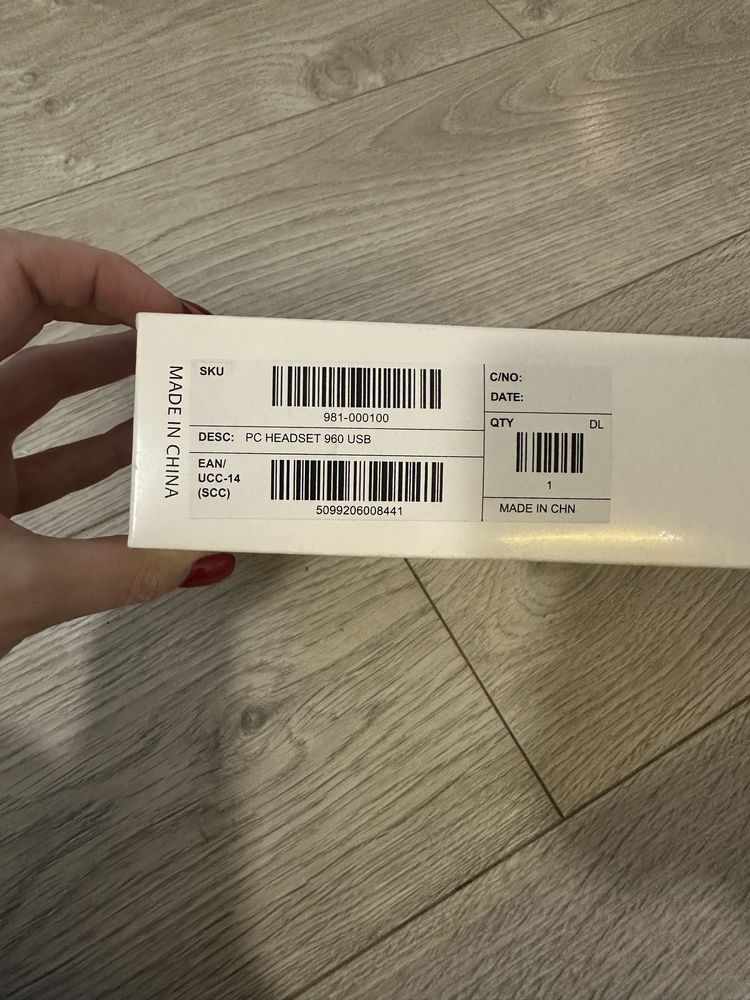 MADE IN CHINA
SKU
981-000100
DESC: PC HEADSET 960 USB
EAN/
UCC-14
(SCC)
5099206008441
C/NO:
DATE:
QTY DL
1
MADE IN CHN